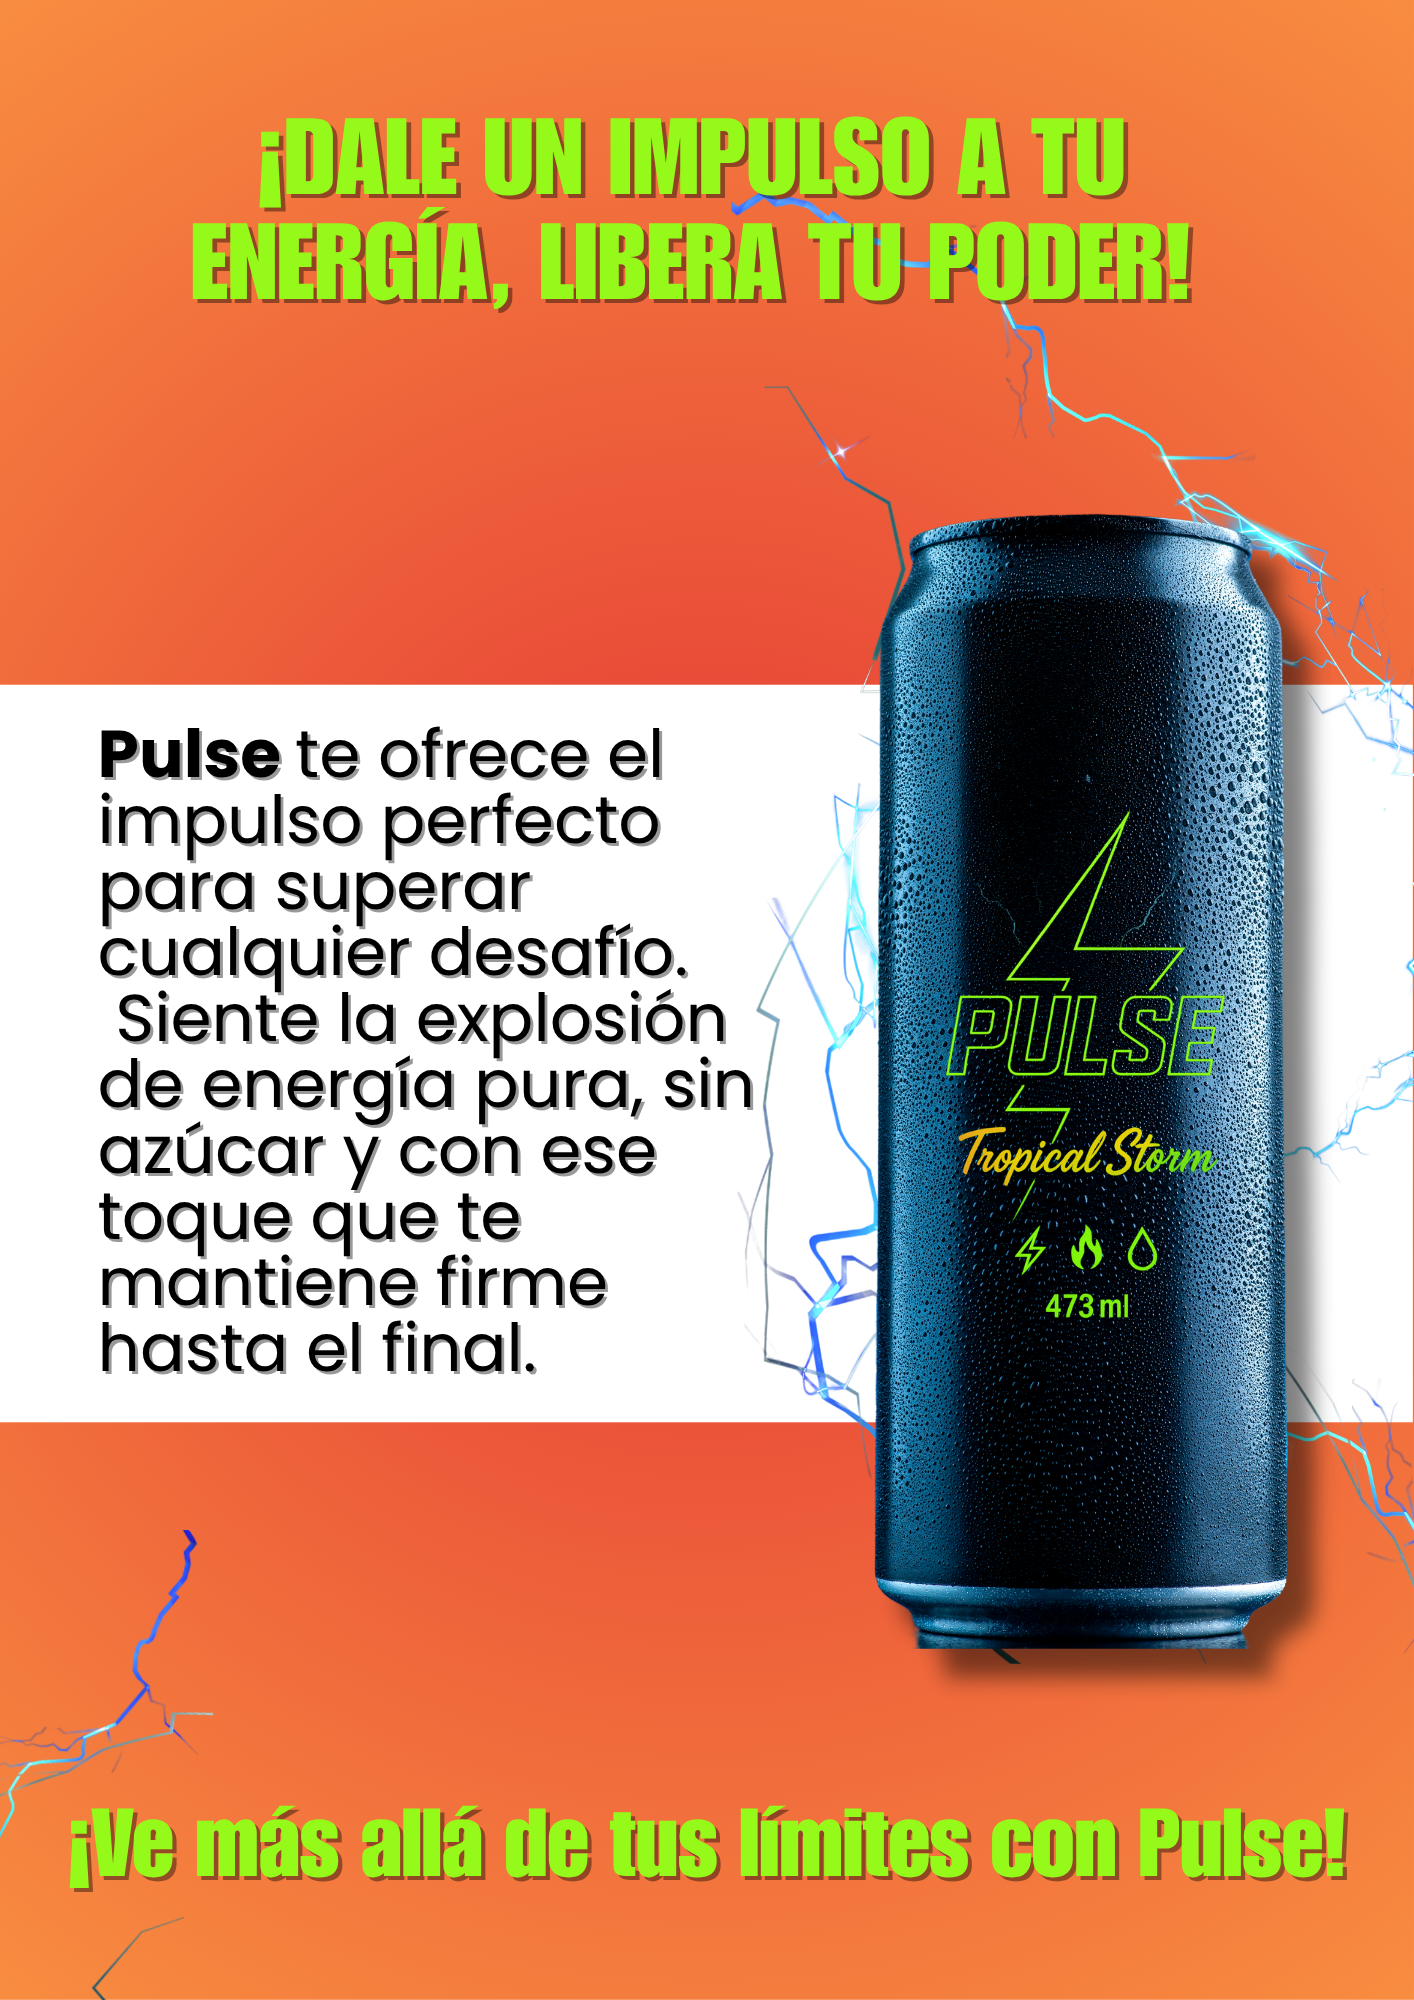 ¡DALE UN IMPULSO A TU
ENERGÍA, LIBERA TU PODER!
Pulse te ofrece el
impulso perfecto
para superar
cualquier desafío.
Siente la explosión
de energía pura, sin
azúcar y con ese
toque que te
mantiene firme
hasta el final.
PULSE
Tropical Storm
473 ml
¡Ve más allá de tus límites con Pulse!